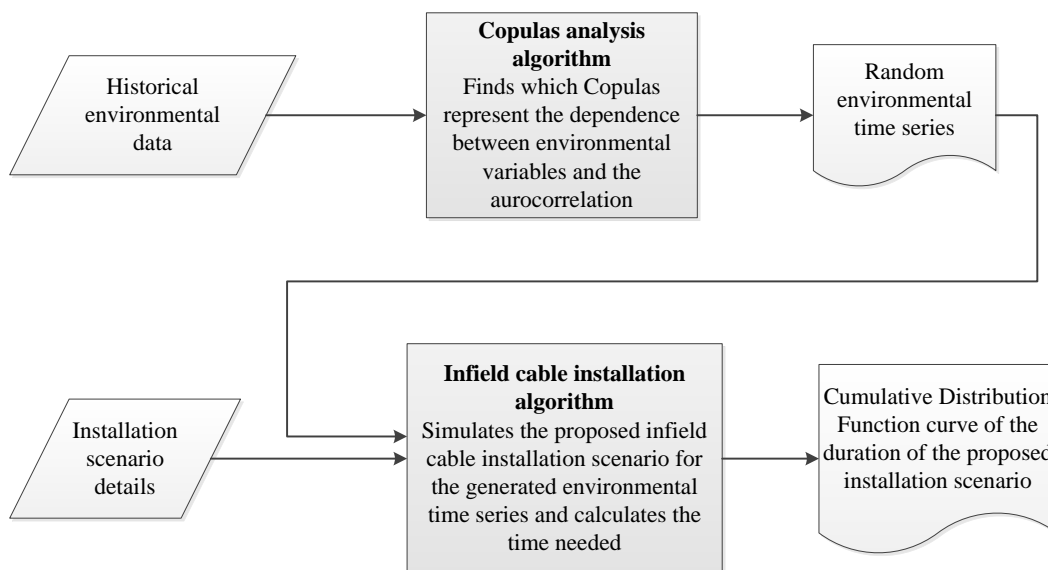 Historical
environmental
data
Copulas analysis
algorithm
Finds which Copulas
represent the dependence
between environmental
variables and the
aurocorrelation
Random
environmental
time series
Installation
scenario
details
Infield cable installation
algorithm
Simulates the proposed infield
cable installation scenario for
the generated environmental
time series and calculates the
time needed
Cumulative Distribution
Function curve of the
duration of the proposed
installation scenario